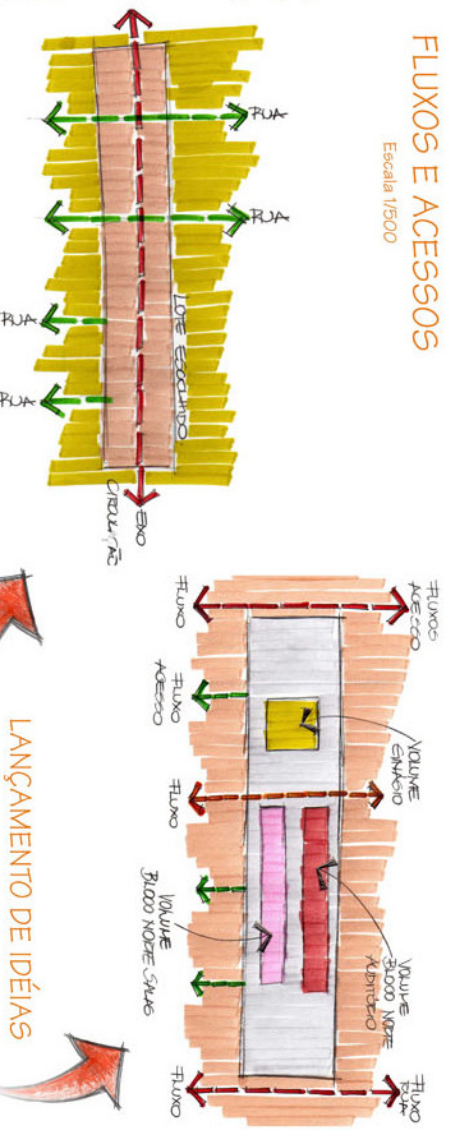 FLUXOS E ACESSOS
Escala 1/500
RUA
RUA
LOTE ESCOLHIDO
RUA
RUA
EIXO
CIRCULAÇÃO
FLUXOS
ACESSO
FLUXO
FLUXO
ACESSO
VOLUME
GINÁSIO
FLUXO
VOLUME
BLOCO NORTE
AUDITÓRIO
VOLUME
BLOCO NORTE SALAS
FLUXO
RUA
FLUXO
LANÇAMENTO DE IDÉIAS